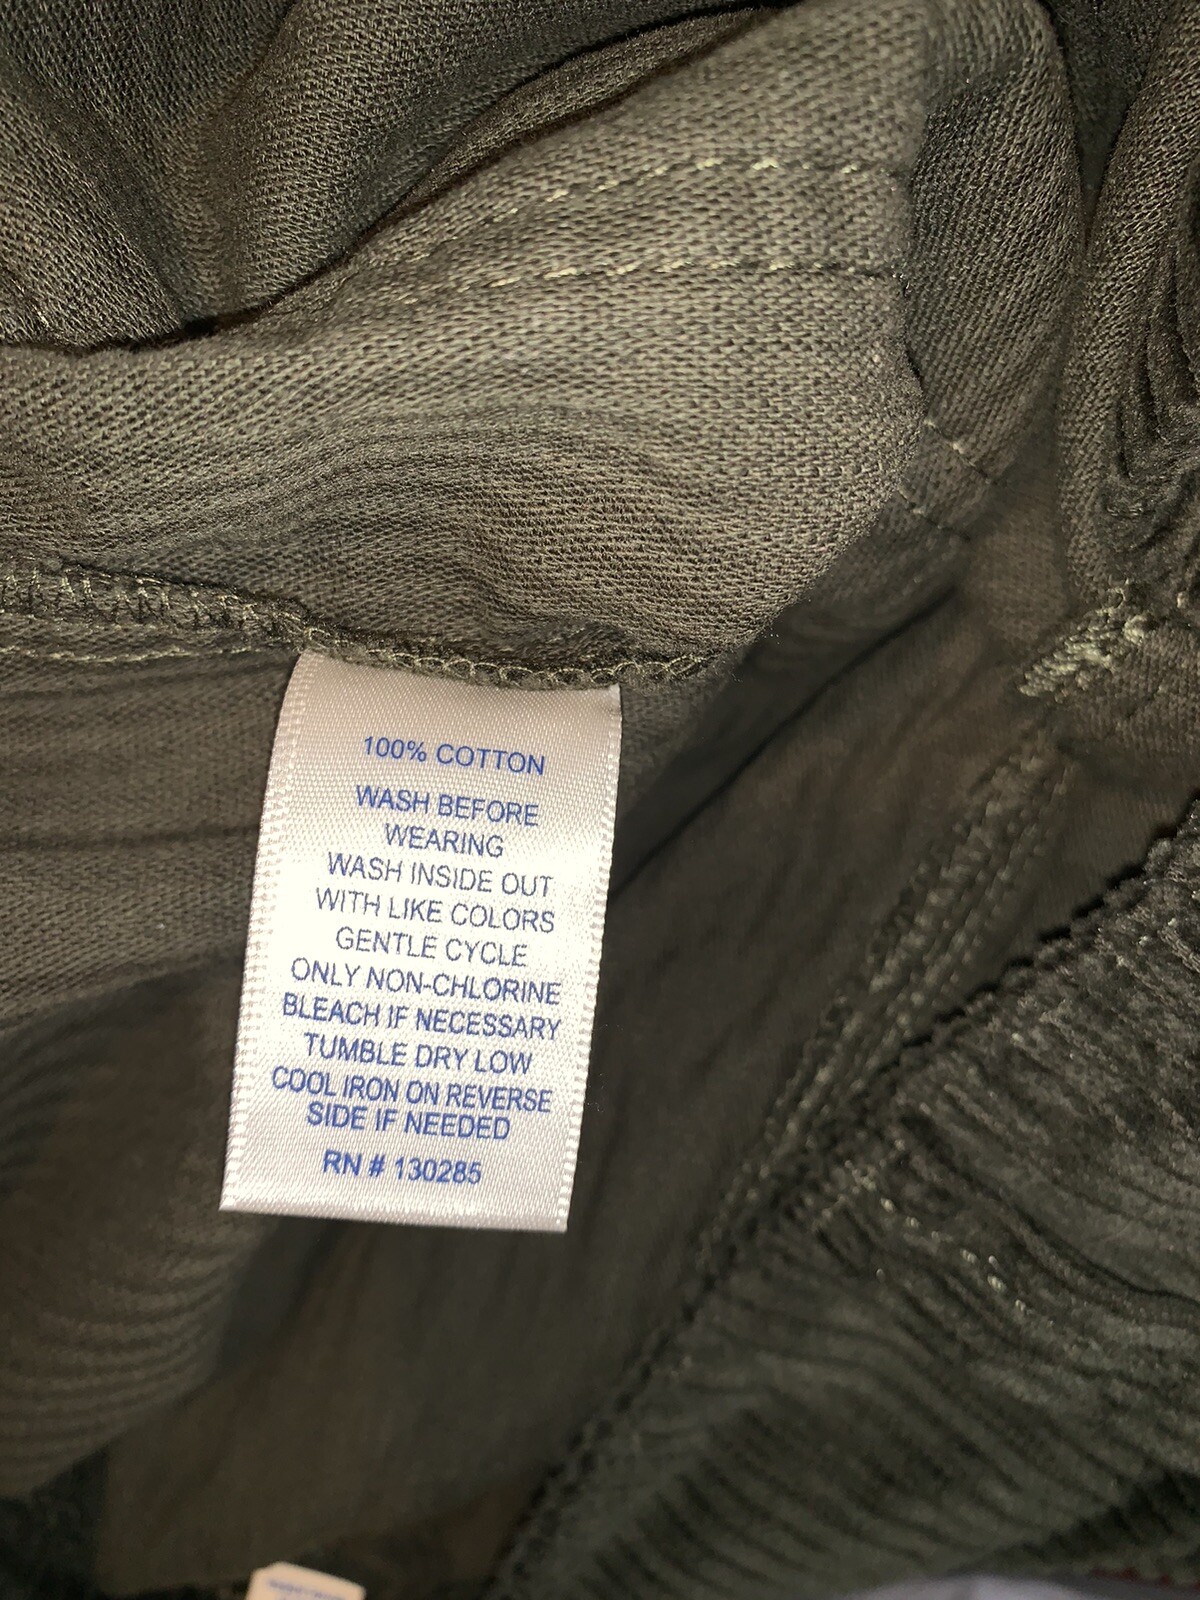 100% COTTON
WASH BEFORE
WEARING
WASH INSIDE OUT
WITH LIKE COLORS
GENTLE CYCLE
ONLY NON-CHLORINE
BLEACH IF NECESSARY
TUMBLE DRY LOW
COOL IRON ON REVERSE
SIDE IF NEEDED
RN # 130285